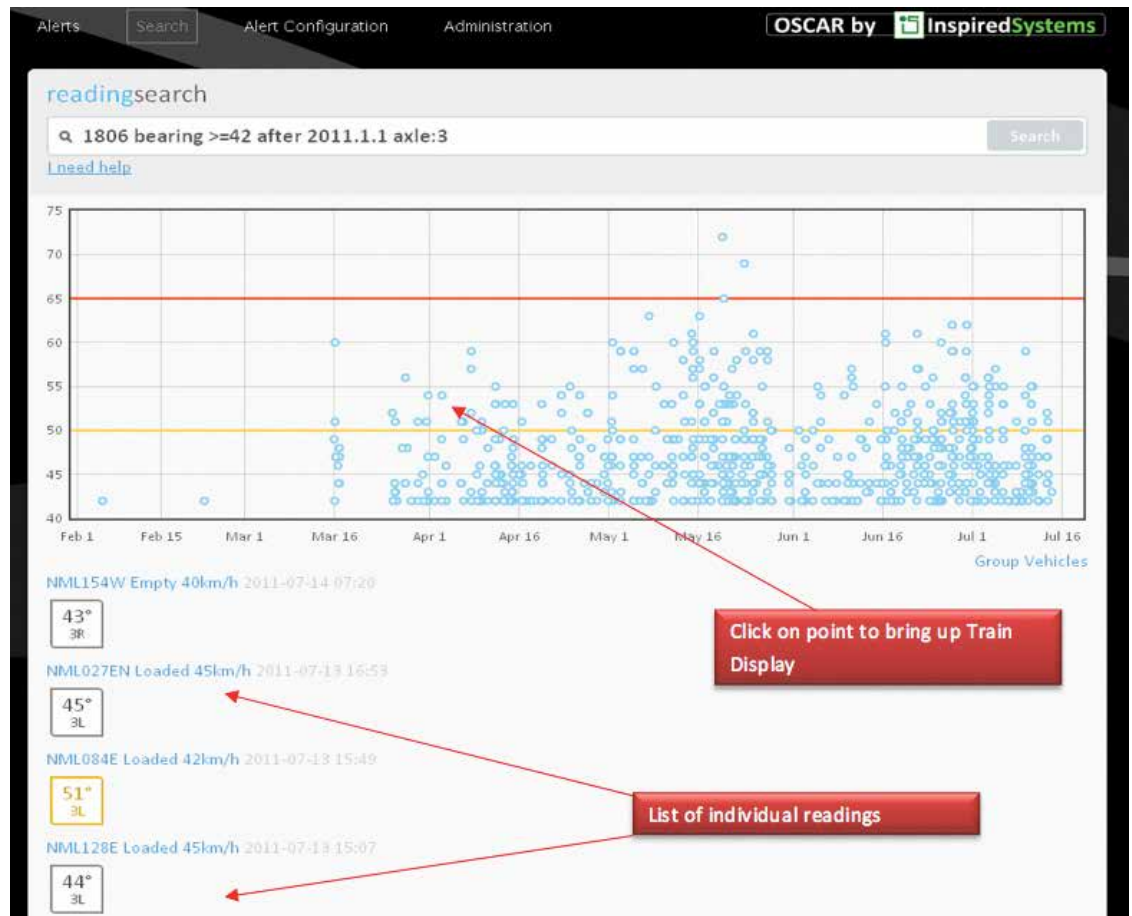 Alerts Search Alert Configuration Administration OSCAR by InspiredSystems
readingsearch
1806 bearing >=42 after 2011.1.1 axle:3 Search
I need help
75
70
65
60
55
50
45
40
Feb 1 Feb 15 Mar 1 Mar 16 Apr 1 Apr 16 May 1 May 16 Jun 1 Jun 16 Jul 1 Jul 16
Group Vehicles
NML154W Empty 40km/h 2011-07-14 07:20
43°
3R
Click on point to bring up Train
Display
NML027EN Loaded 45km/h 2011-07-13 16:53
45°
3L
NML084E Loaded 42km/h 2011-07-13 15:49
51°
3L
List of individual readings
NML128E Loaded 45km/h 2011-07-13 15:07
44°
3L